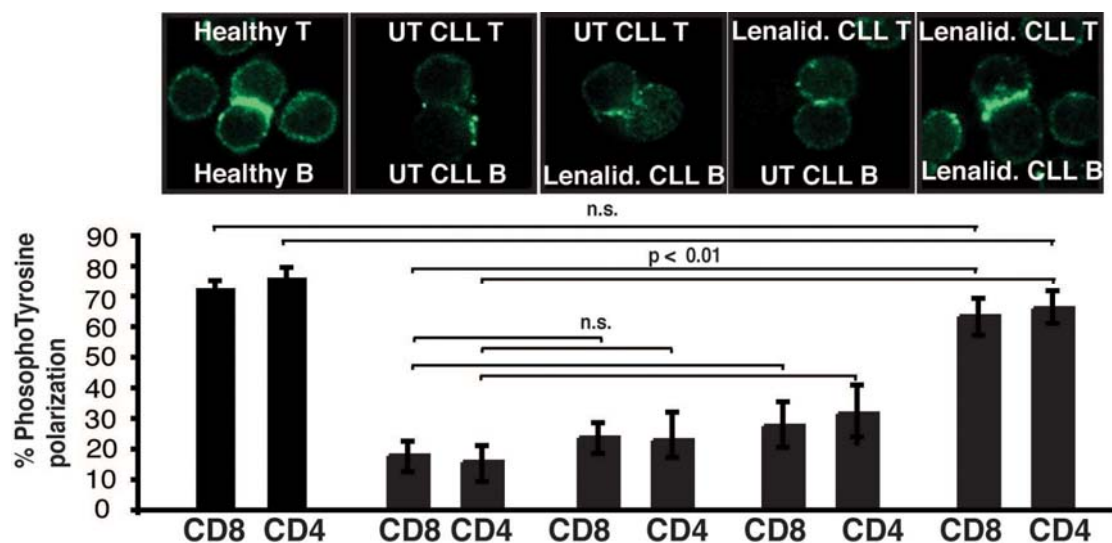 Healthy T UT CLL T UT CLL T Lenalid. CLL T Lenalid. CLL T
Healthy B UT CLL B Lenalid. CLL B UT CLL B Lenalid. CLL B
n.s.
p < 0.01
n.s.
% PhosophoTyrosine
polarization
90
80
70
60
50
40
30
20
10
0
CD8 CD4 CD8 CD4 CD8 CD4 CD8 CD4 CD8 CD4